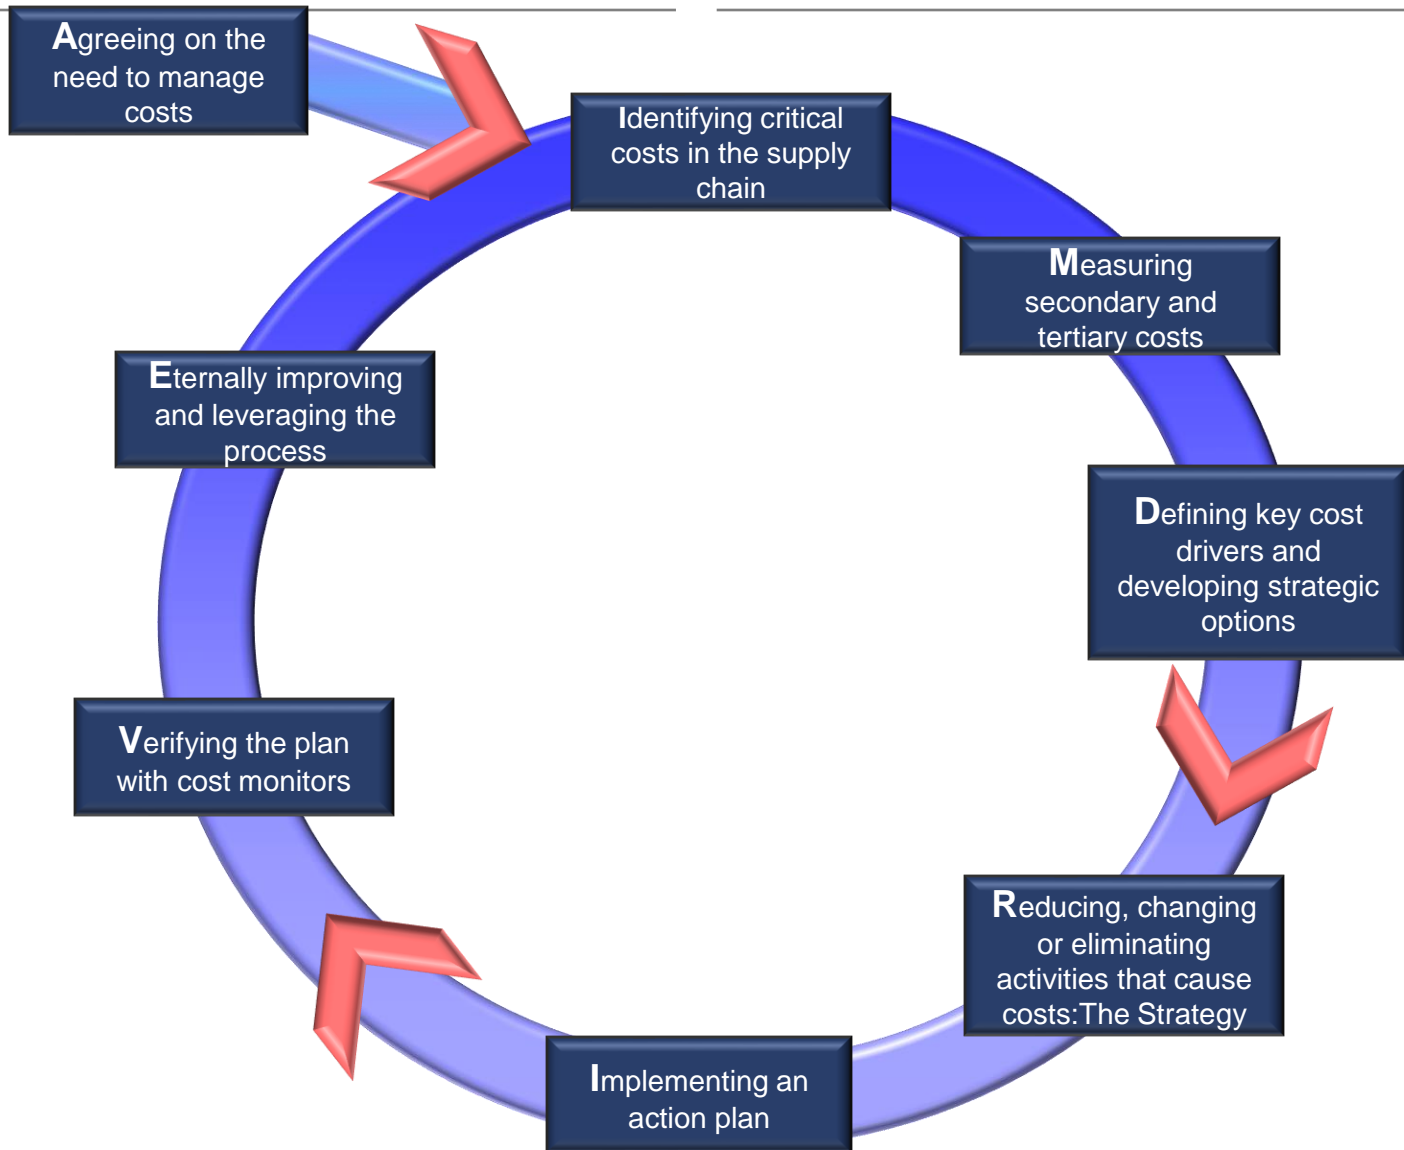 Agreeing on the
need to manage
costs
Identifying critical
costs in the supply
chain
Measuring
secondary and
tertiary costs
Defining key cost
drivers and
developing strategic
options
Reducing, changing
or eliminating
activities that cause
costs:The Strategy
Implementing an
action plan
Verifying the plan
with cost monitors
Eternally improving
and leveraging the
process